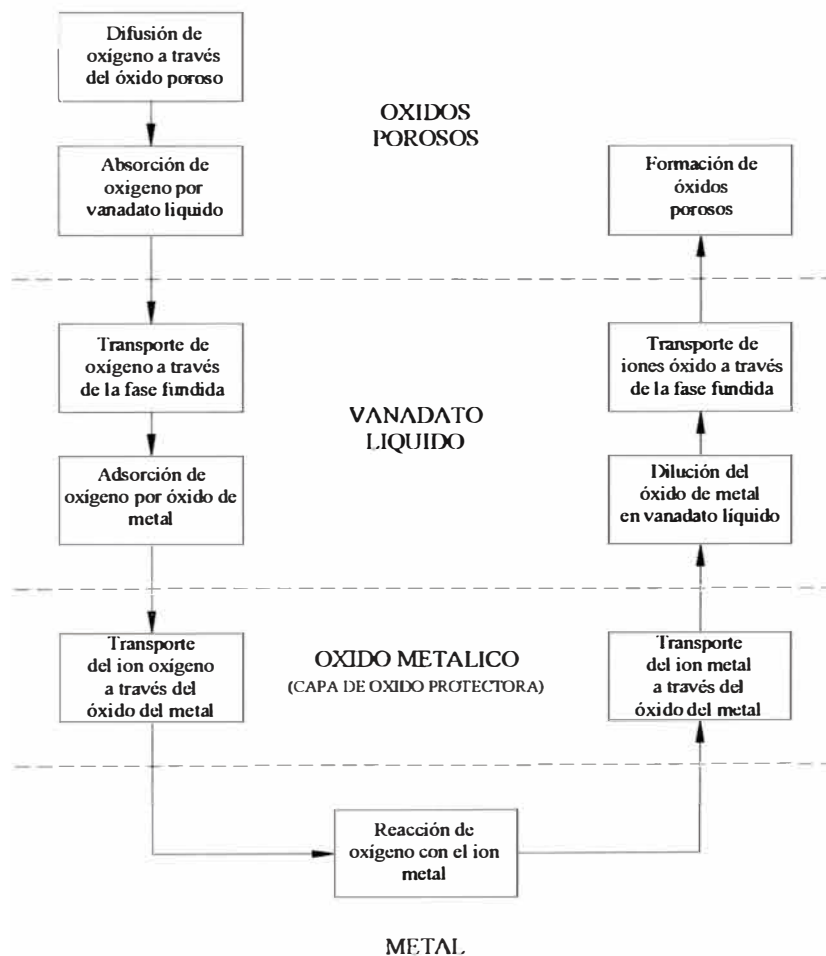 Difusión de
oxígeno a través
del óxido poroso
OXIDOS
POROSOS
Absorción de
oxigeno por
vanadato liquido
Formación de
óxidos
porosos
Transporte de
oxígeno a través
de la fase fundida
Transporte de
iones óxido a través
de la fase fundida
VANADATO
LIQUIDO
Adsorción de
oxígeno por óxido de
metal
Dilución del
óxido de metal
en vanadato líquido
Transporte
del ion oxígeno
a través del
óxido del metal
OXIDO METALICO
(CAPA DE OXIDO PROTECTORA)
Transporte
del ion metal
a través del
óxido del metal
Reacción de
oxígeno con el ion
metal
METAL